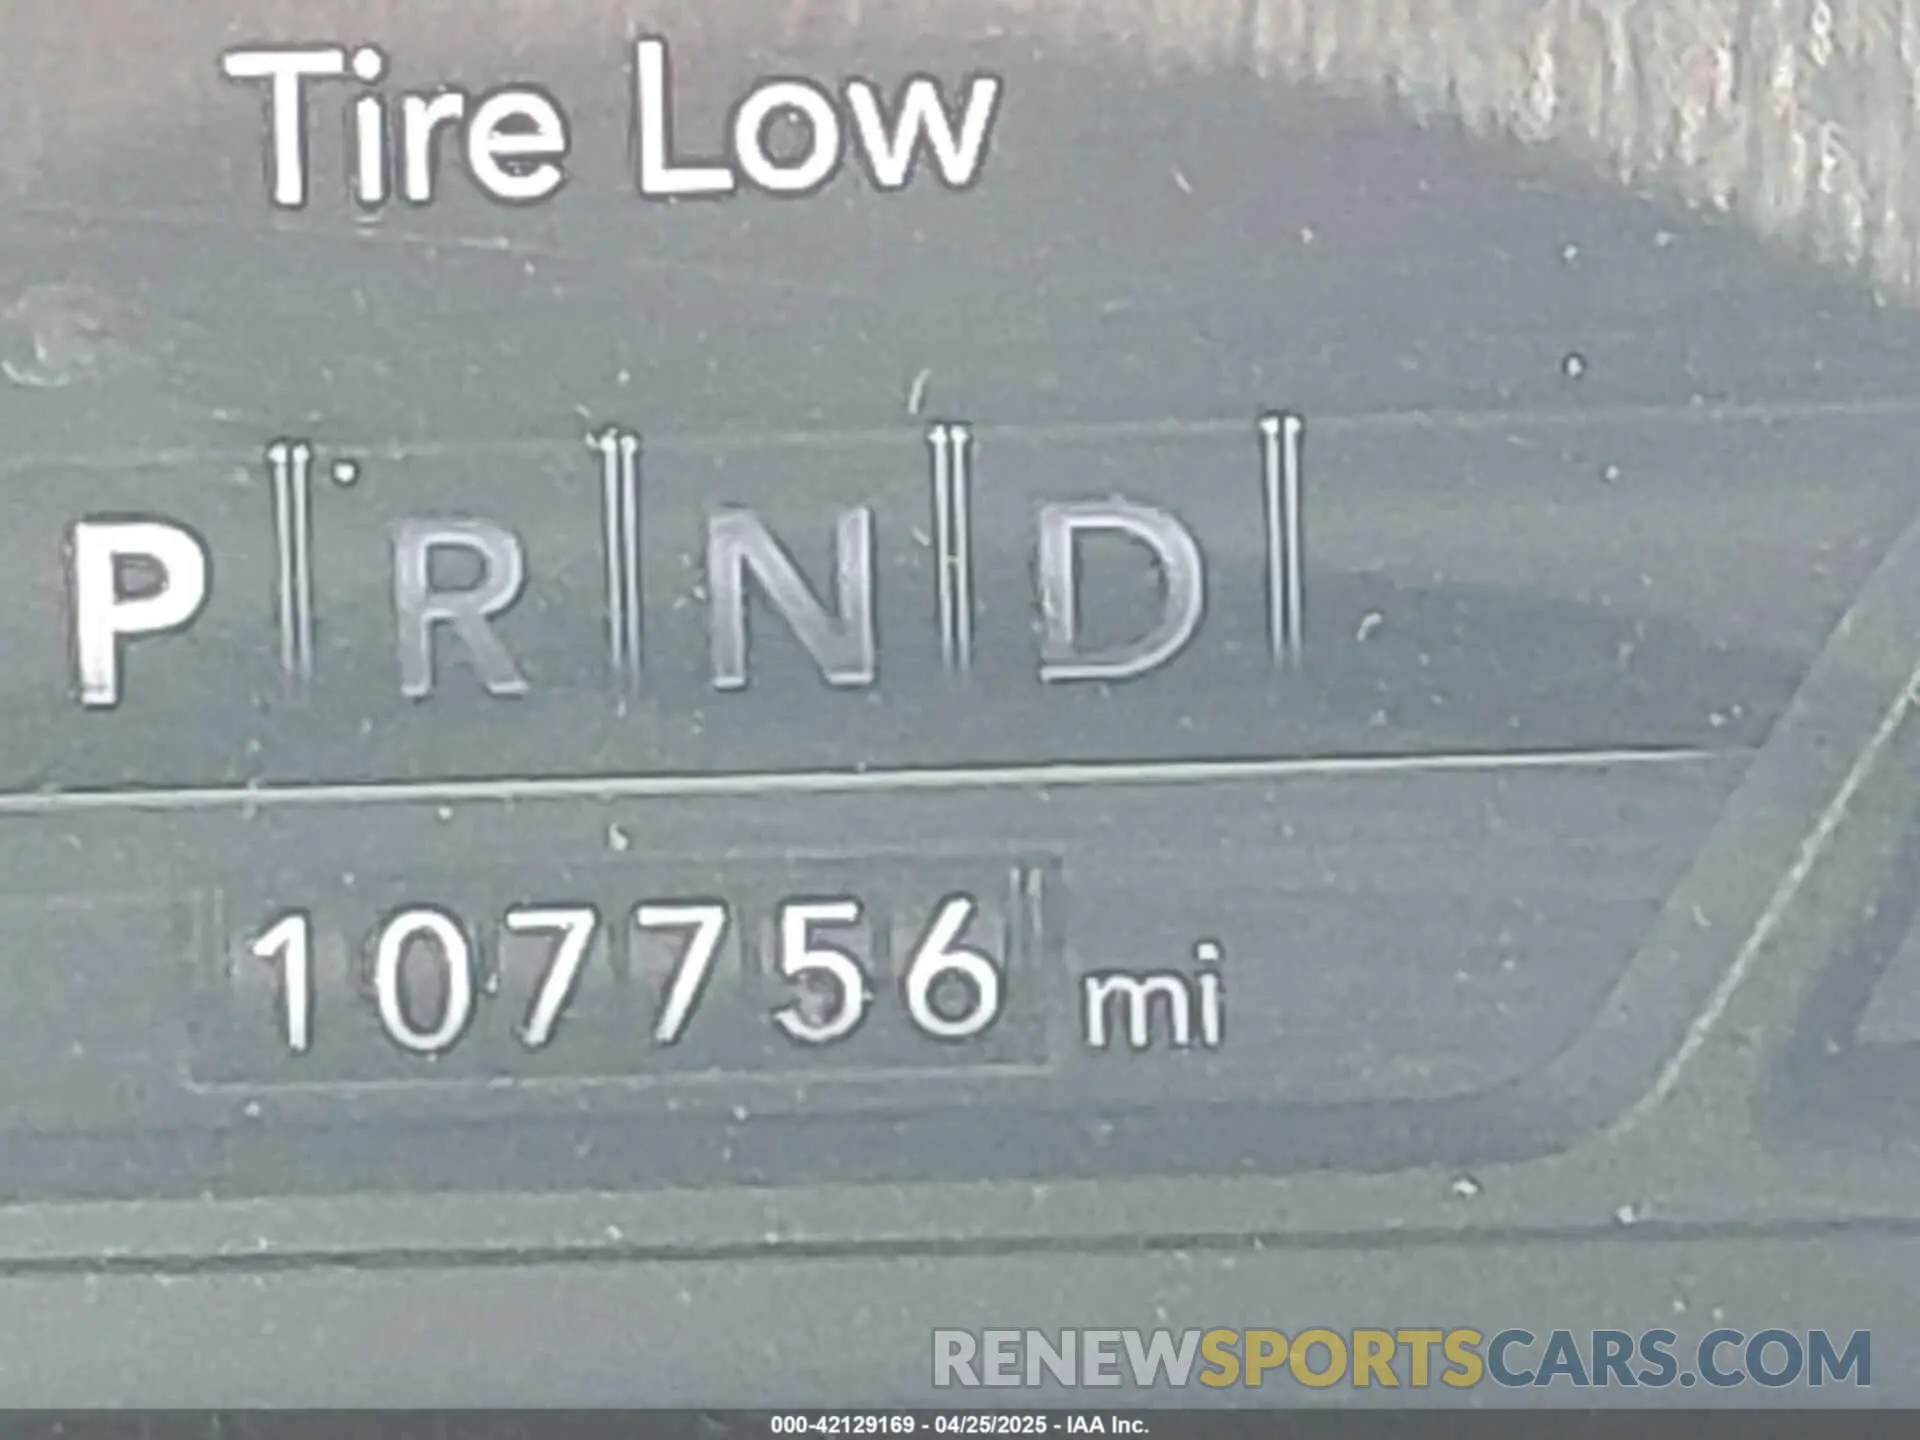 Tire Low
P R N D
107756 mi
RENEWSPORTSCARS.COM
000-42129169 - 04/25/2025 - IAA Inc.